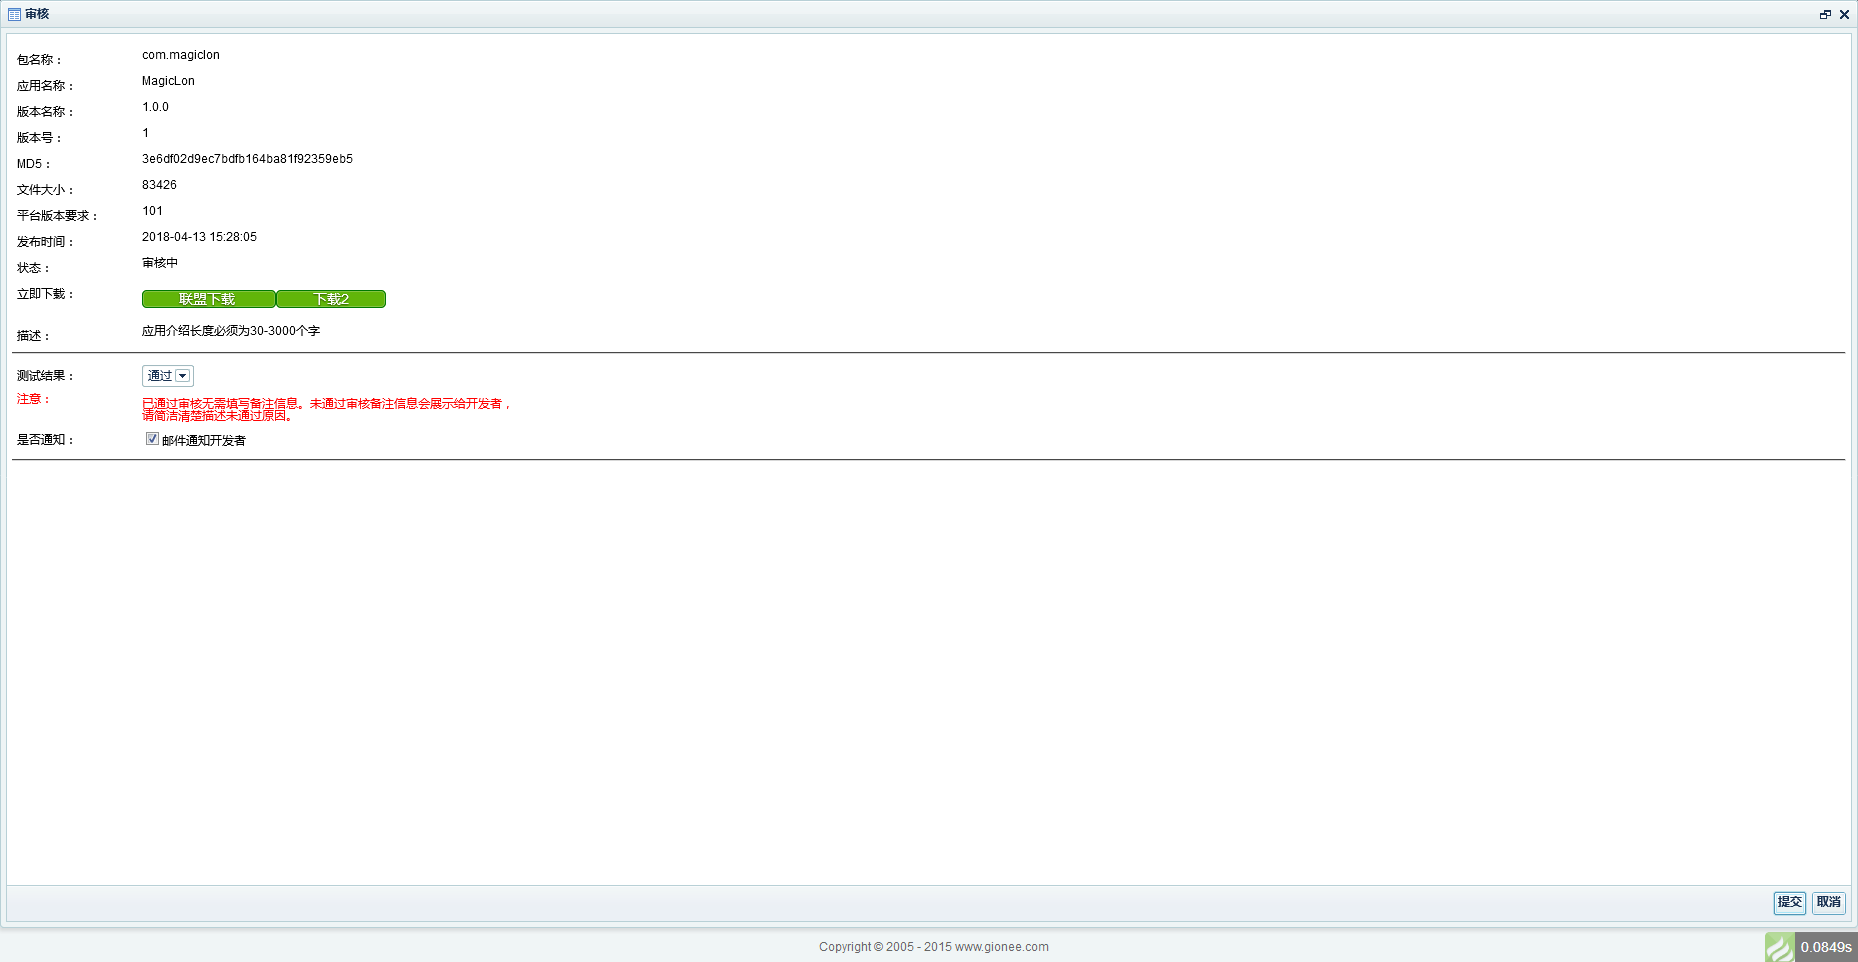 审核
包名称： com.magiclon
应用名称： MagicLon
版本名称： 1.0.0
版本号： 1
MD5： 3e6df02d9ec7bdfb164ba81f92359eb5
文件大小： 83426
平台版本要求： 101
发布时间： 2018-04-13 15:28:05
状态： 审核中
立即下载： 联盟下载 下载2
描述： 应用介绍长度必须为30-3000个字
测试结果： 通过
注意： 已通过审核无需填写备注信息。未通过审核备注信息会展示给开发者，
请简洁清楚描述未通过原因。
是否通知： 邮件通知开发者
提交 取消
Copyright © 2005 - 2015 www.gionee.com
0.0849s